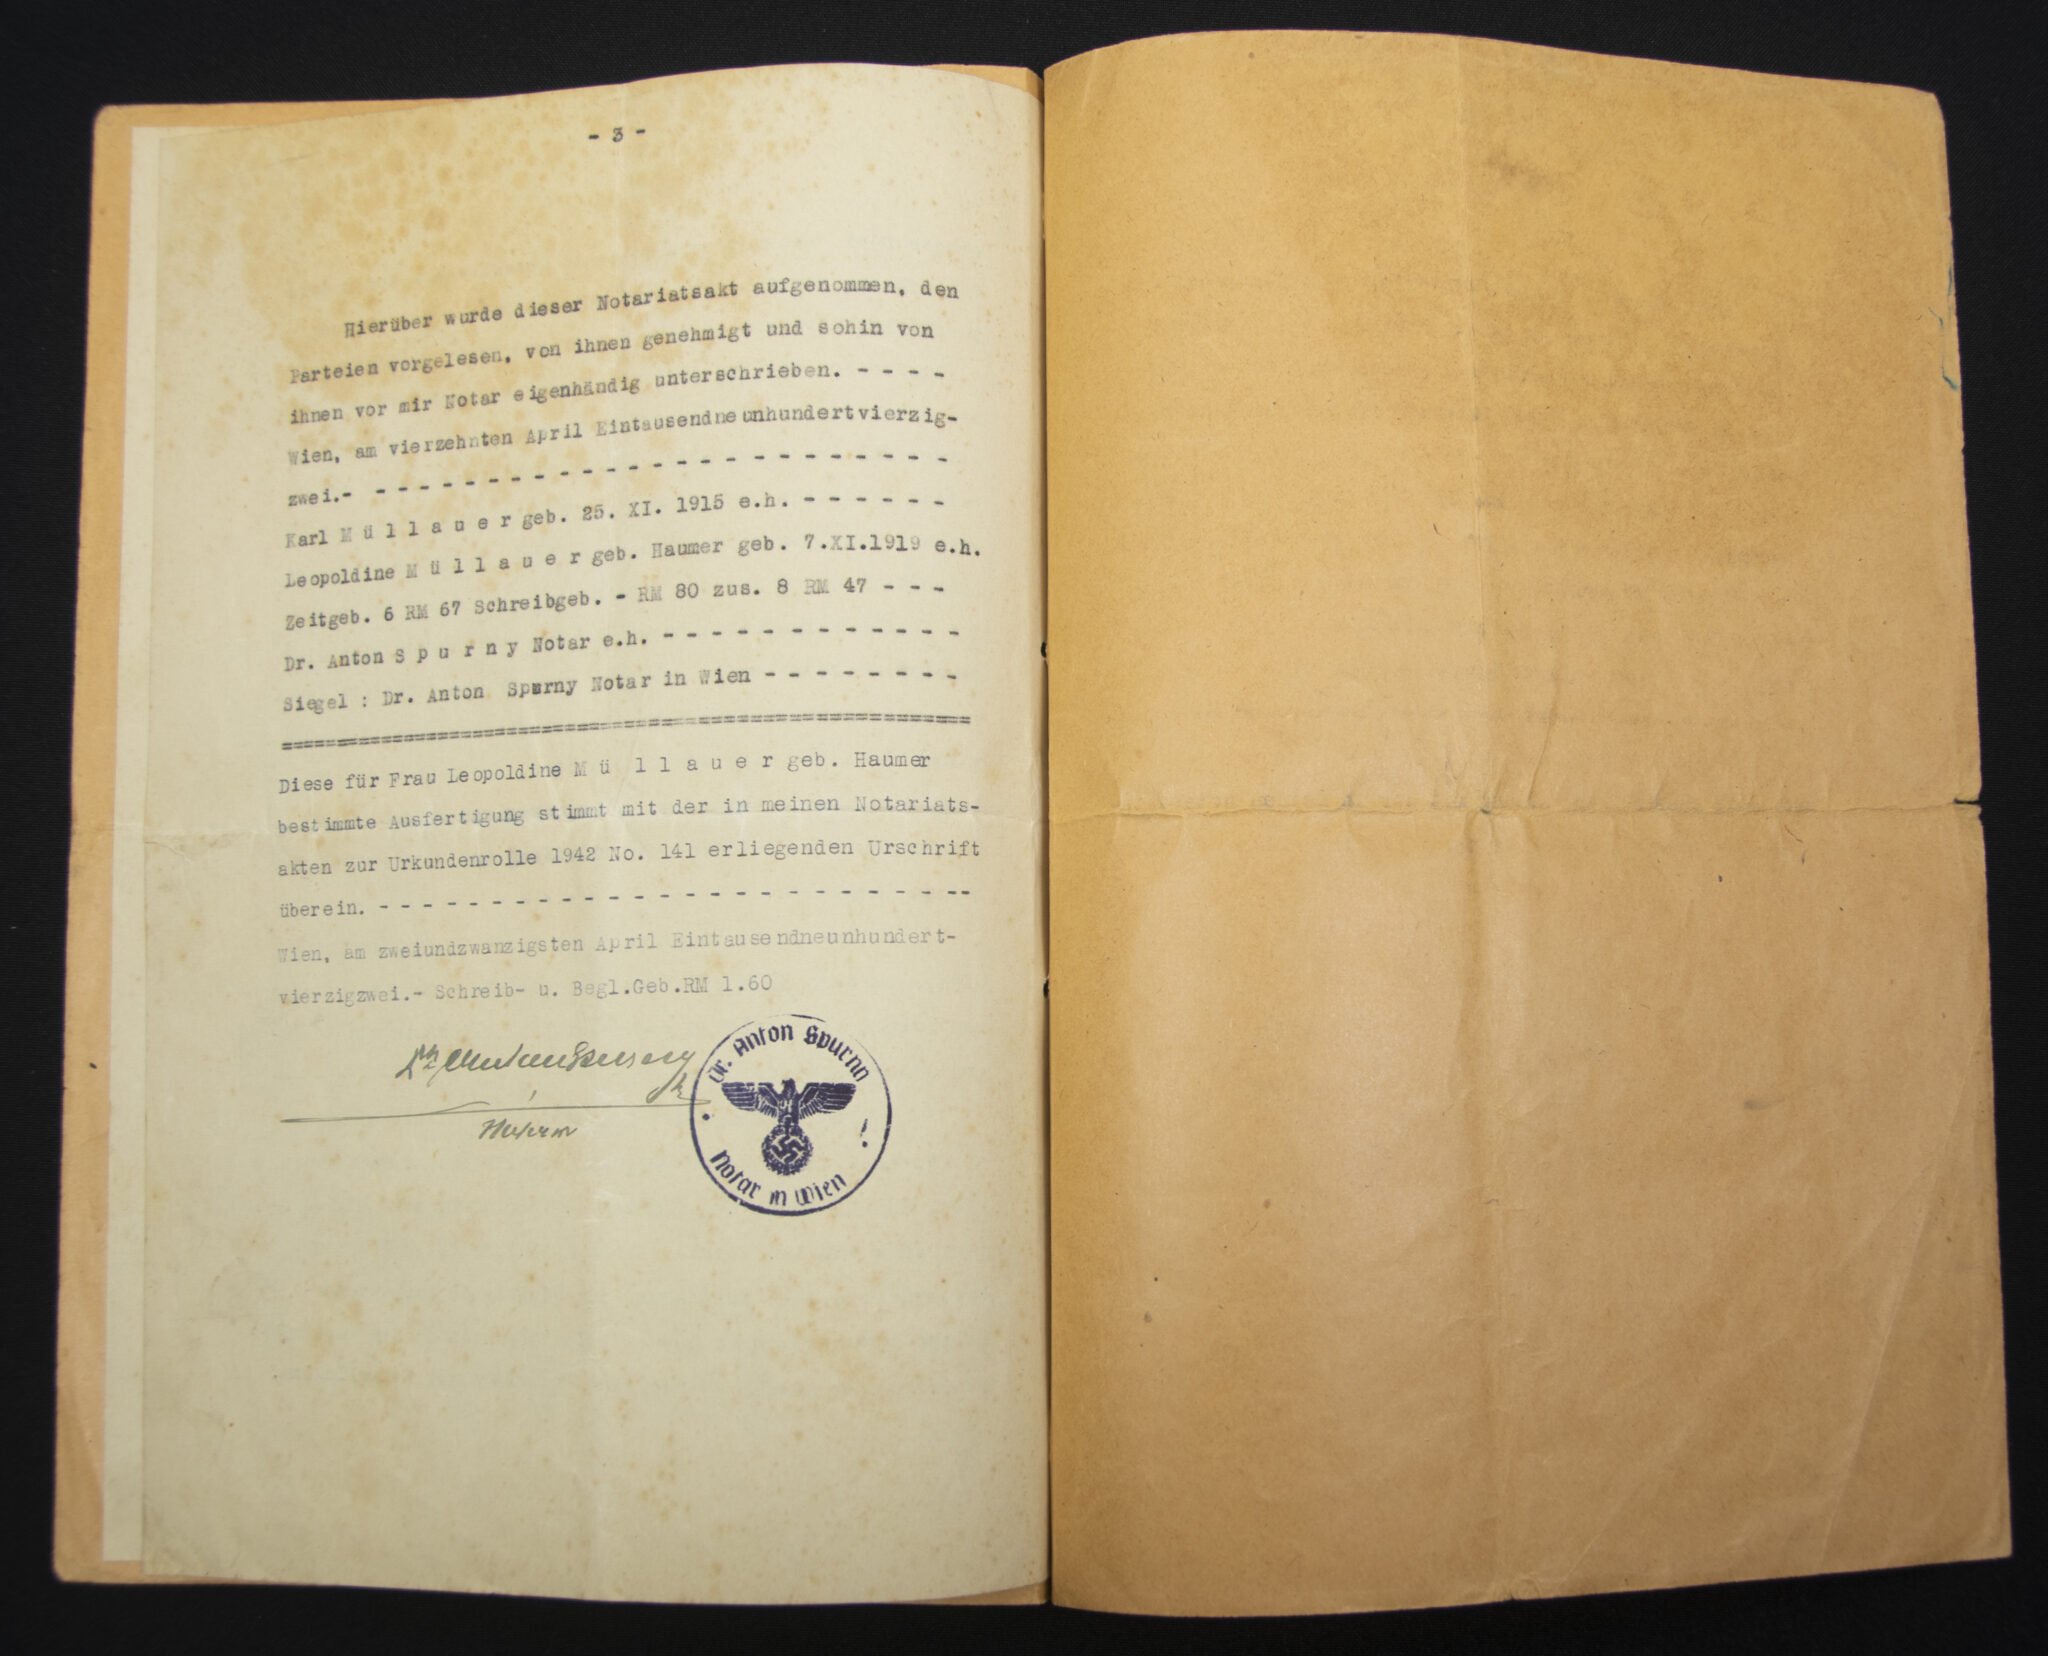 - 3 -
Hierüber wurde dieser Notariatsakt aufgenommen, den
Parteien vorgelesen, von ihnen genehmigt und sohin von
ihnen vor mir Notar eigenhändig unterschrieben. - - - -
Wien, am vierzehnten April Eintausendneunhundertvierzig-
zwei.- - - - - - - - - - - - - - - - - - - - - - - - - -
Karl M ü l l a u e r geb. 25. XI. 1915 e.h. - - - - - -
Leopoldine M ü l l a u e r geb. Haumer geb. 7.XI.1919 e.h.
Zeitgeb. 6 RM 67 Schreibgeb. - RM 80 zus. 8 RM 47 - - -
Dr. Anton S p u r n y Notar e.h. - - - - - - - - - - - - -
Siegel : Dr. Anton Spurny Notar in Wien - - - - - - - -
==============================================================
Diese für Frau Leopoldine M ü l l a u e r geb. Haumer
bestimmte Ausfertigung stimmt mit der in meinen Notariats-
akten zur Urkundenrolle 1942 No. 141 erliegenden Urschrift
überein. - - - - - - - - - - - - - - - - - - - - - - - - - --
Wien, am zweiundzwanzigsten April Eintausendneunhundert-
vierzigzwei.- Schreib- u. Begl.Geb.RM 1.60
Dr. Anton Spurny
Notar in Wien